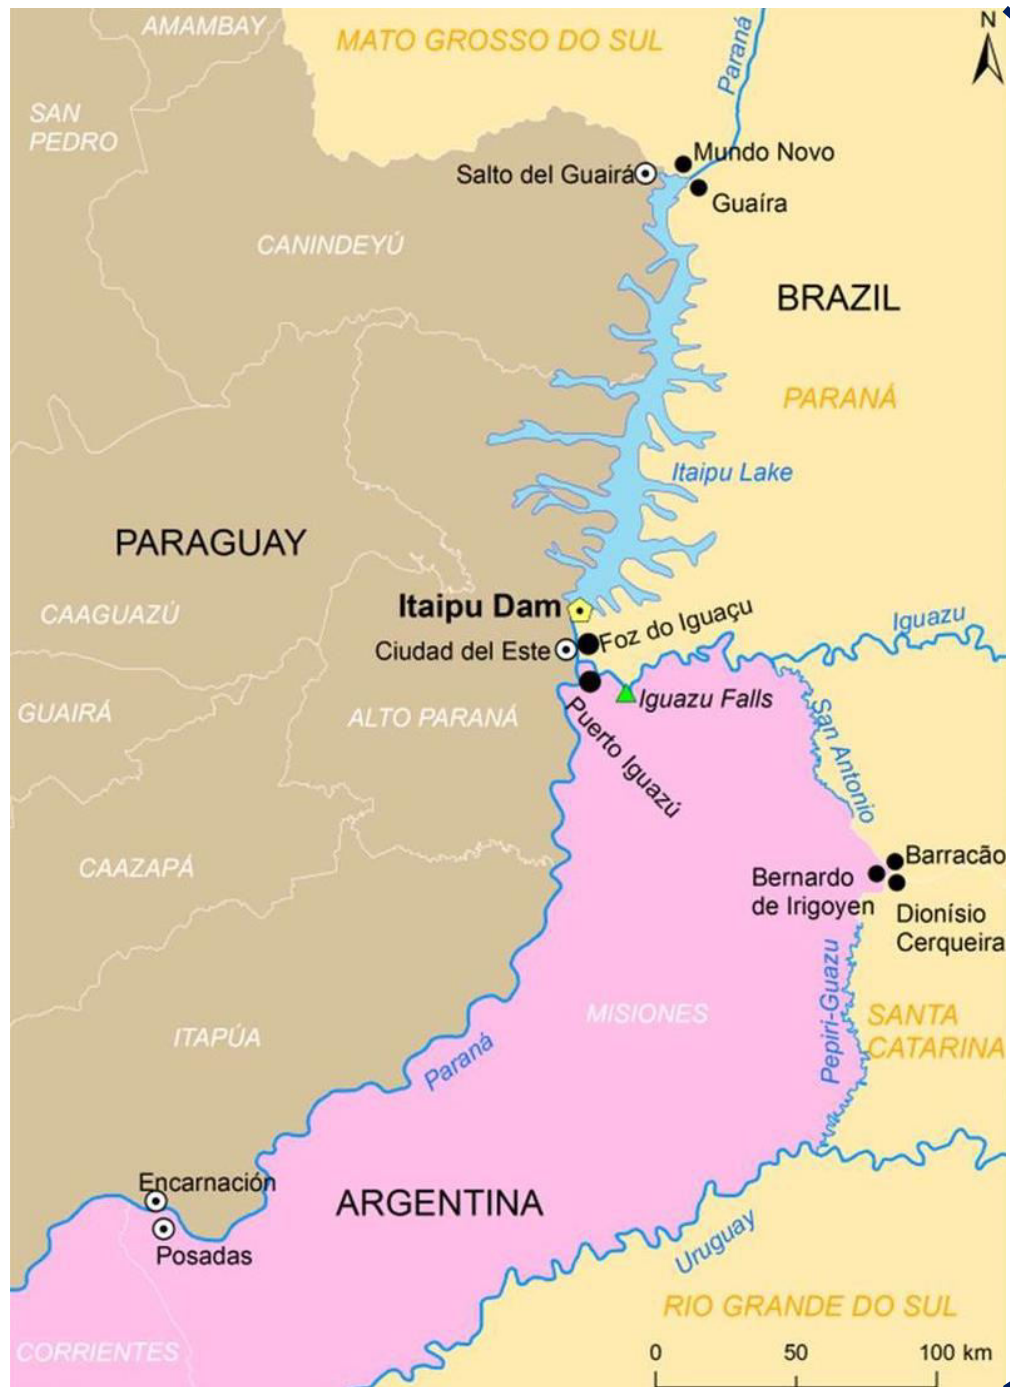 AMAMBAY
MATO GROSSO DO SUL
Paraná
N
SAN
PEDRO
Mundo Novo
Salto del Guairá
Guaíra
CANINDEYÚ
BRAZIL
PARANÁ
Itaipu Lake
PARAGUAY
CAAGUAZÚ
Itaipu Dam
Foz do Iguaçu
Iguazu
Ciudad del Este
Iguazu Falls
GUAIRÁ
ALTO PARANÁ
Puerto Iguazú
San Antonio
CAAZAPÁ
Barracão
Bernardo
de Irigoyen
Dionísio
Cerqueira
Pepiri-Guazu
MISIONES
SANTA
CATARINA
ITAPÚA
Paraná
Encarnación
ARGENTINA
Posadas
Uruguay
RIO GRANDE DO SUL
CORRIENTES
0 50 100 km